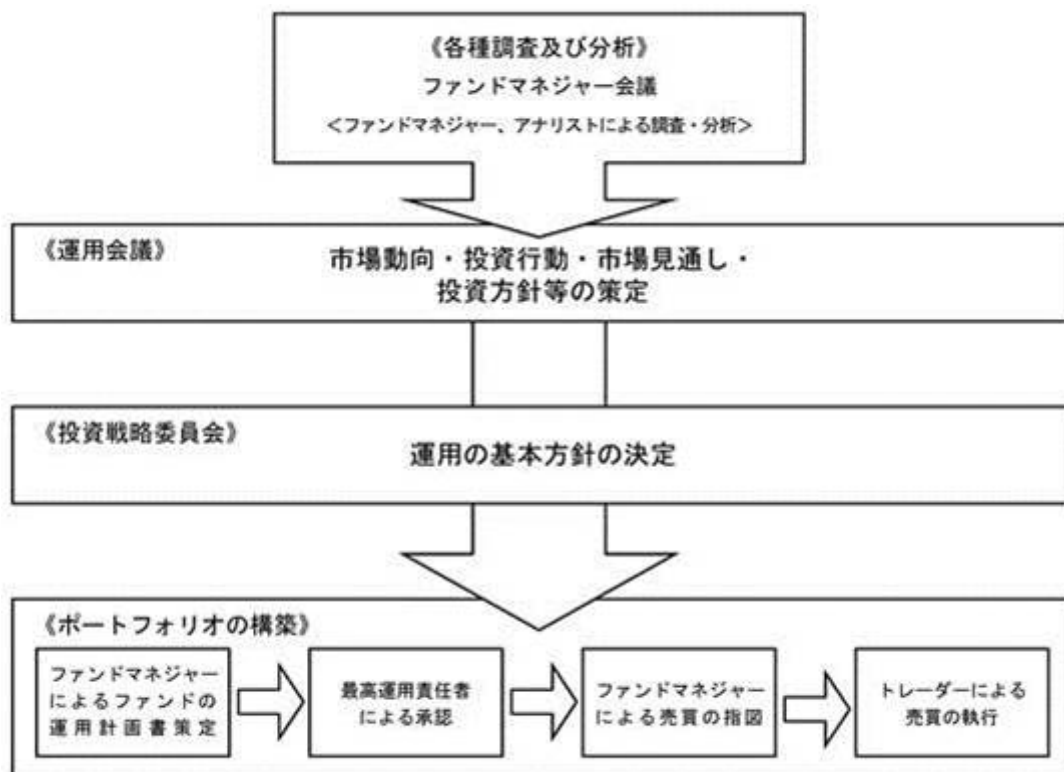 《各種調査及び分析》
ファンドマネジャー会議
<ファンドマネジャー、アナリストによる調査・分析>
《運用会議》
市場動向・投資行動・市場見通し・
投資方針等の策定
《投資戦略委員会》
運用の基本方針の決定
《ポートフォリオの構築》
ファンドマネジャー
によるファンドの
運用計画書策定
最高運用責任者
による承認
ファンドマネジャー
による売買の指図
トレーダーによる
売買の執行